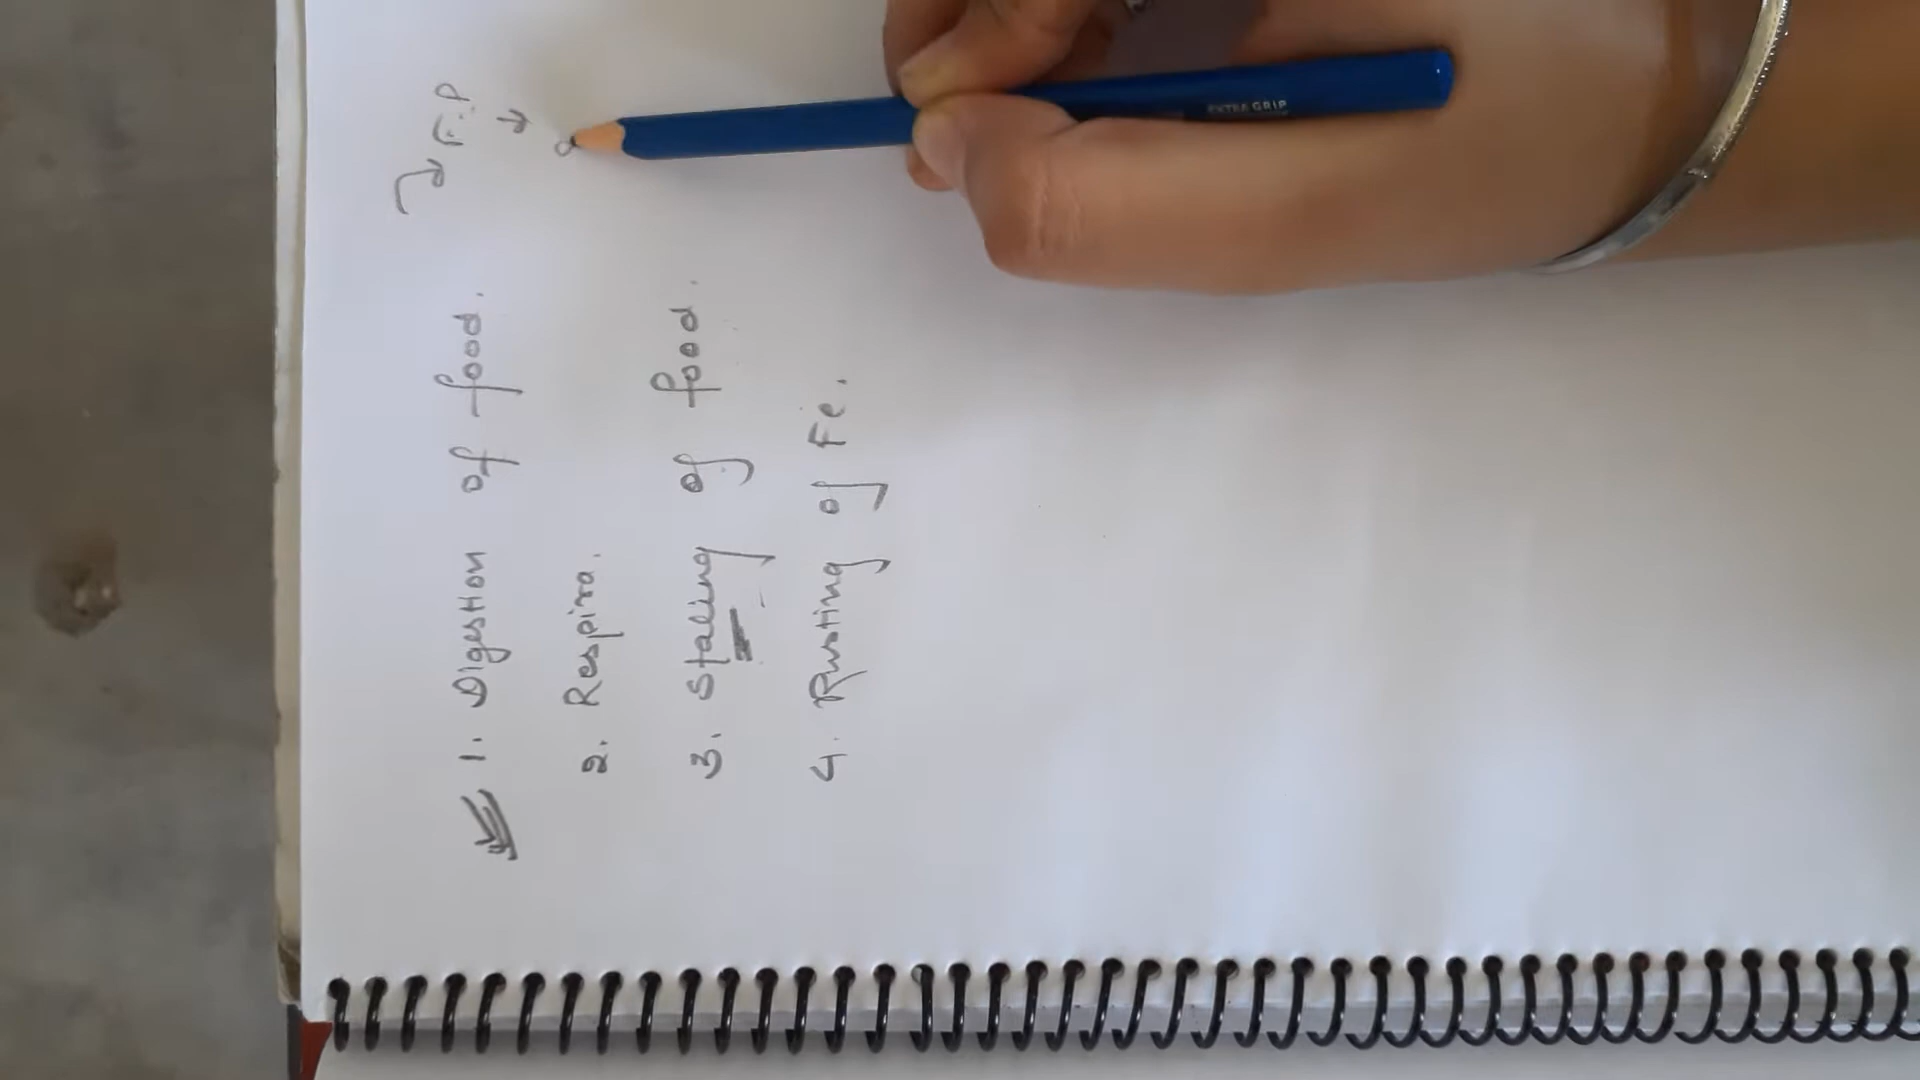 F.P
1. Digestion of food.
2. Respira.
3. Staling of food.
4. Rusting of Fe.
EXTRA GRIP